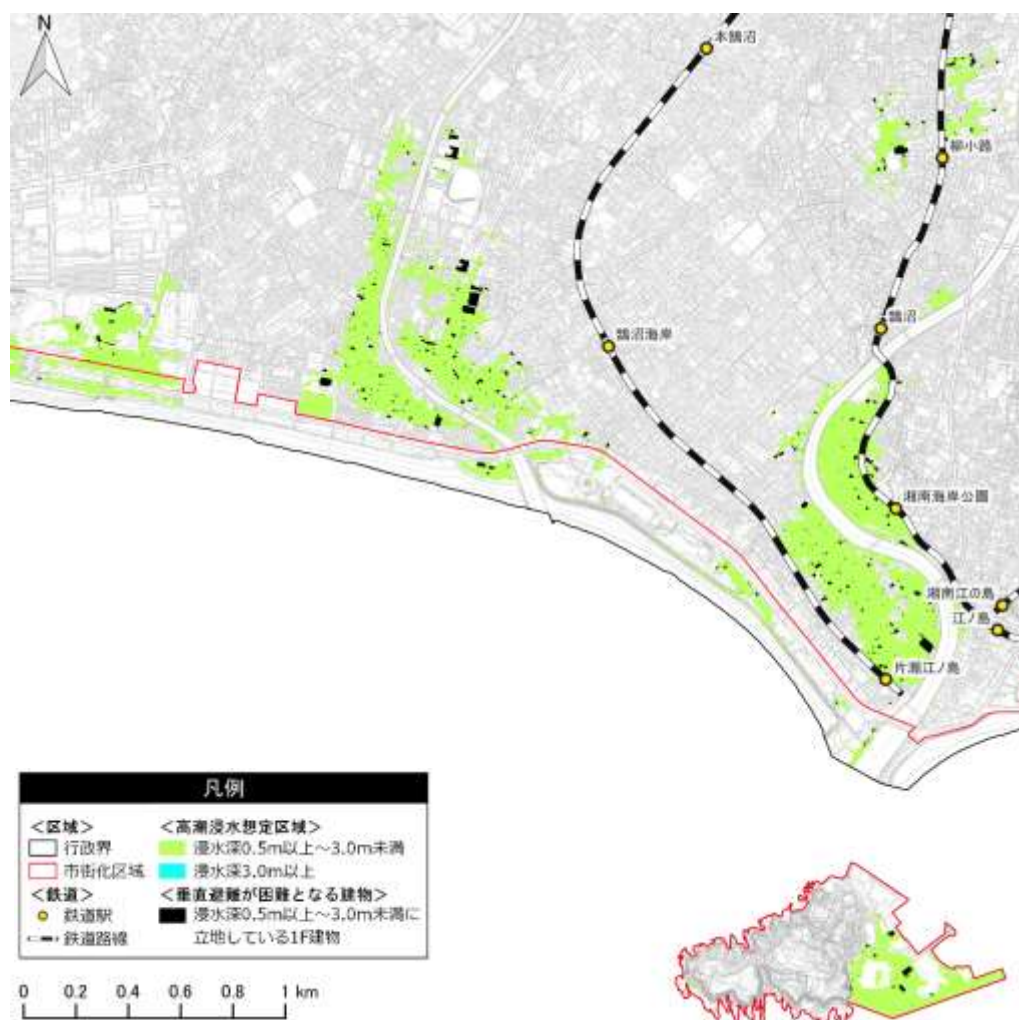 N
本鵠沼
柳小路
鵠沼
鵠沼海岸
湘南海岸公園
湘南江の島
江ノ島
片瀬江ノ島
凡例
<区域>
行政界
市街化区域
<鉄道>
鉄道駅
鉄道路線
<高潮浸水想定区域>
浸水深0.5m以上~3.0m未満
浸水深3.0m以上
<垂直避難が困難となる建物>
浸水深0.5m以上~3.0m未満に
立地している1F建物
0 0.2 0.4 0.6 0.8 1 km